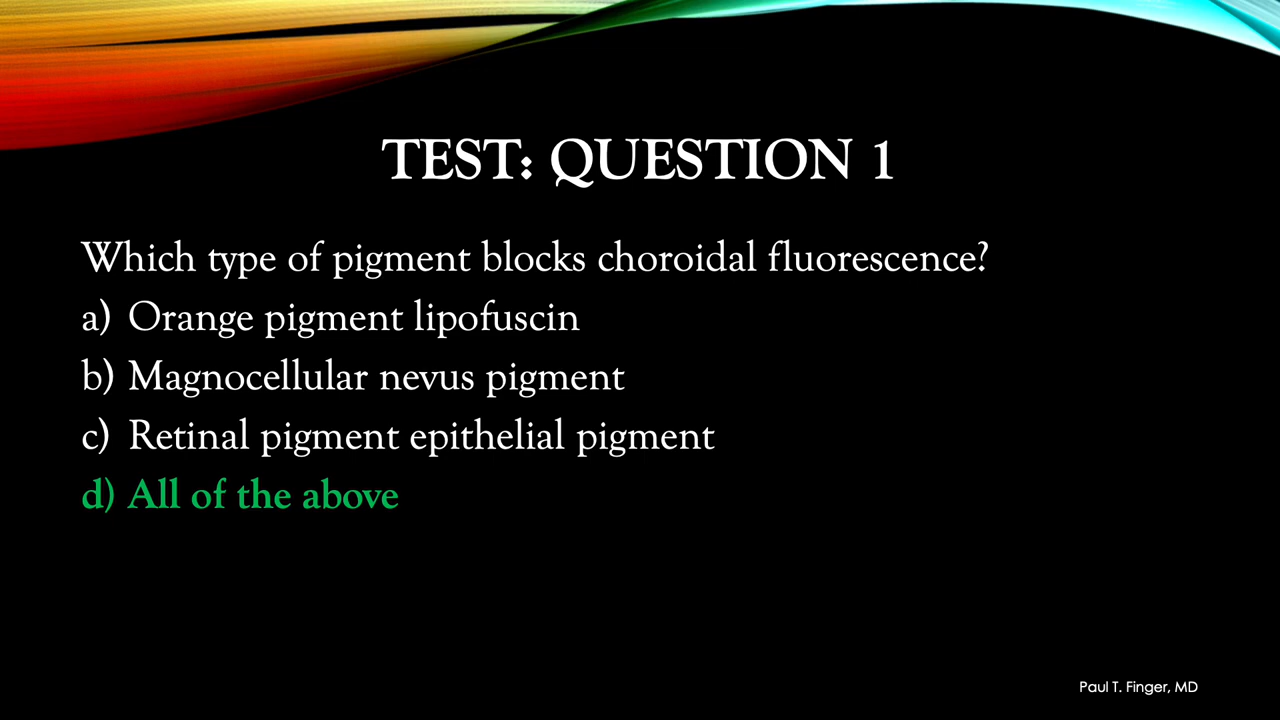 TEST: QUESTION 1
Which type of pigment blocks choroidal fluorescence?
a) Orange pigment lipofuscin
b) Magnocellular nevus pigment
c) Retinal pigment epithelial pigment
d) All of the above
Paul T. Finger, MD